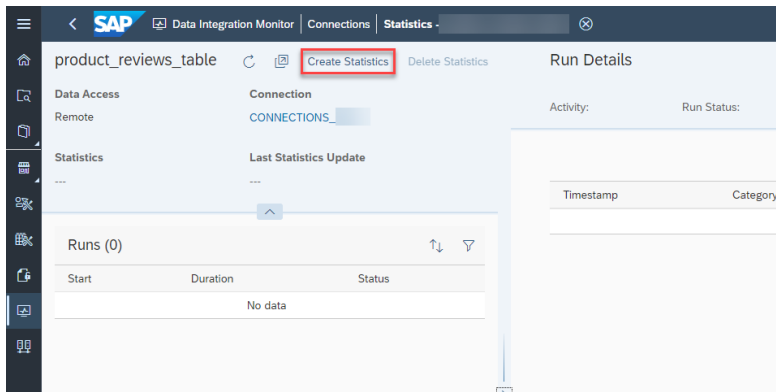 SAP Data Integration Monitor | Connections | Statistics -
product_reviews_table Create Statistics Delete Statistics
Data Access Connection
Remote CONNECTIONS_
Statistics Last Statistics Update
--- ---
Runs (0)
Start Duration Status
No data
Run Details
Activity: Run Status:
Timestamp Category